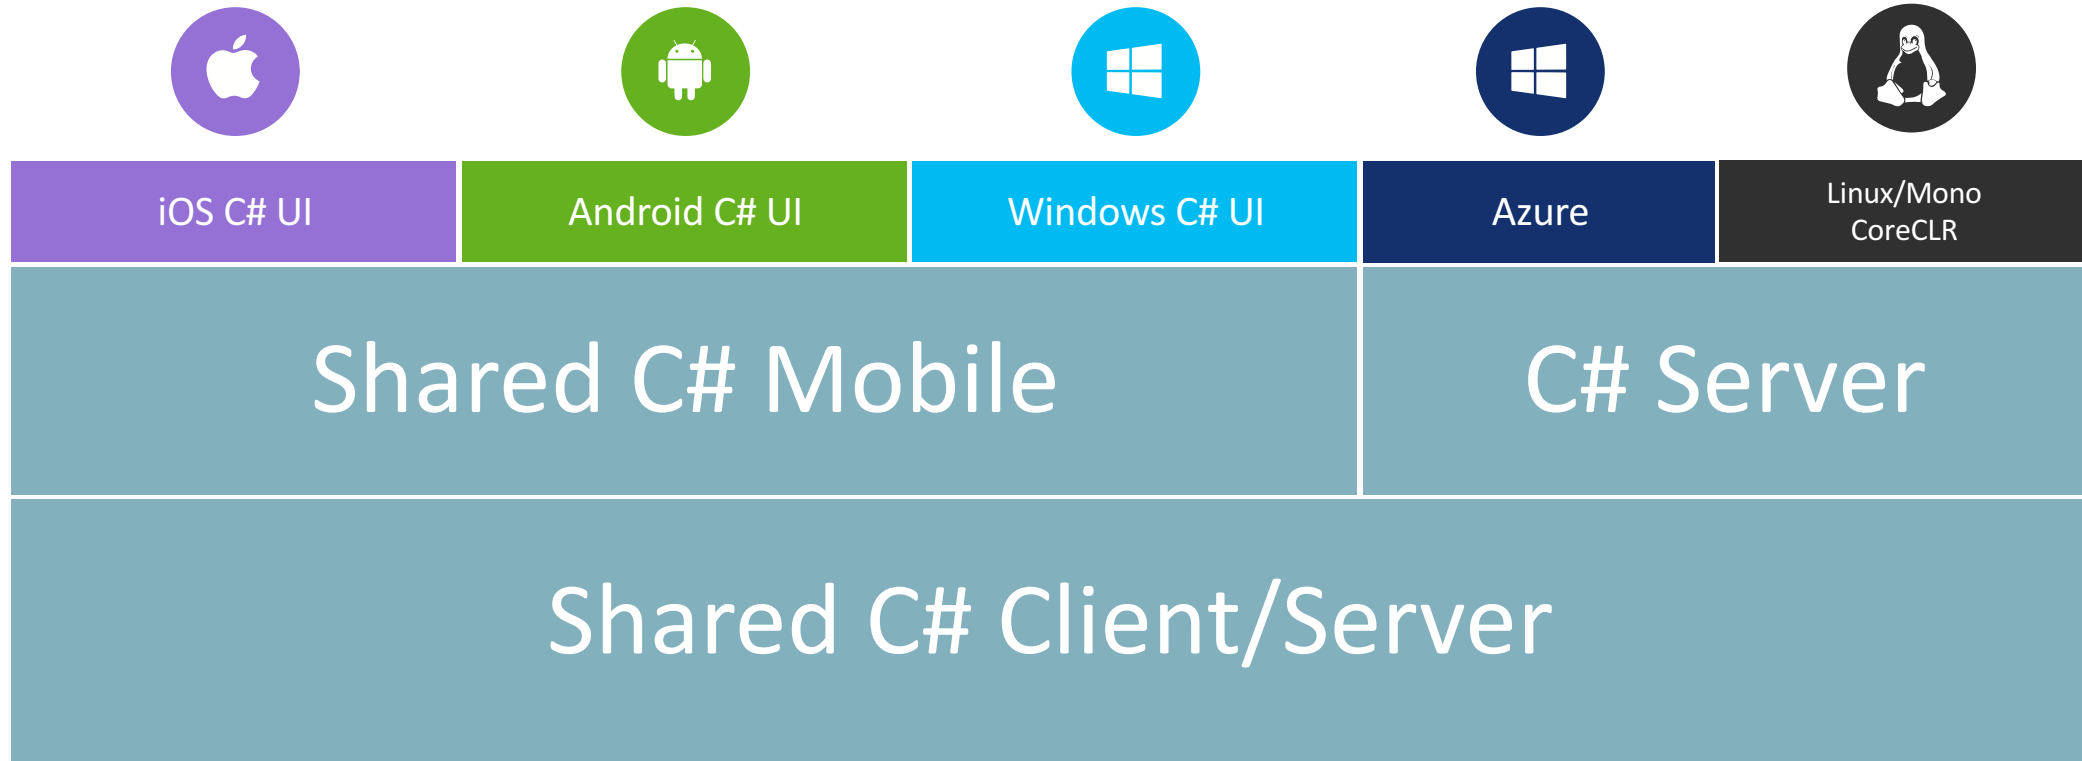 iOS C# UI
Android C# UI
Windows C# UI
Azure
Linux/Mono
CoreCLR
Shared C# Mobile
C# Server
Shared C# Client/Server